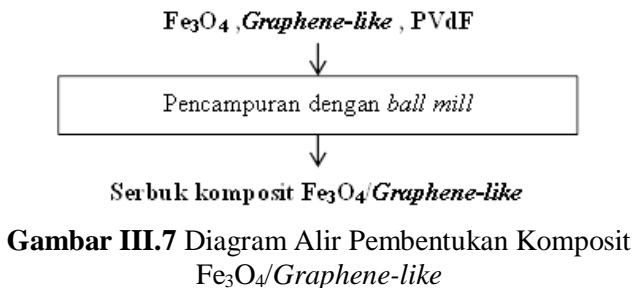 Fe₃O₄ ,Graphene-like , PVdF
Pencampuran dengan ball mill
Serbuk komposit Fe₃O₄/Graphene-like
Gambar III.7 Diagram Alir Pembentukan Komposit
Fe₃O₄/Graphene-like